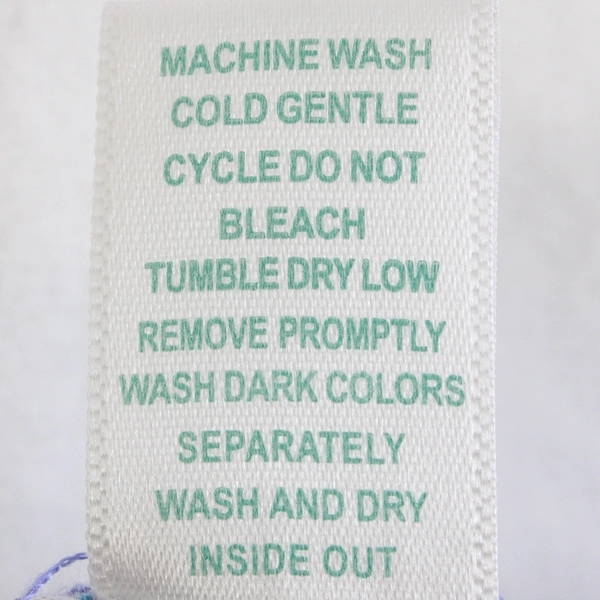 MACHINE WASH
COLD GENTLE
CYCLE DO NOT
BLEACH
TUMBLE DRY LOW
REMOVE PROMPTLY
WASH DARK COLORS
SEPARATELY
WASH AND DRY
INSIDE OUT